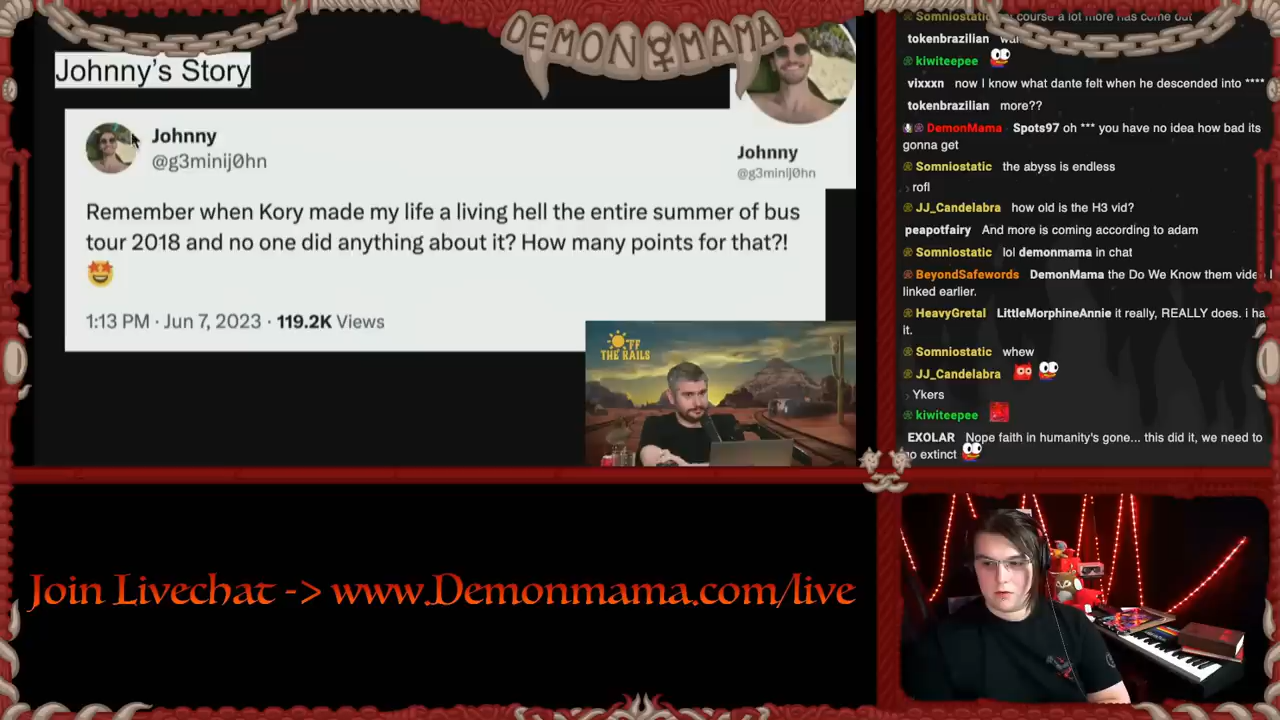 DEMON MAMA
Johnny's Story
Johnny
@g3minij0hn
Johnny
@g3minij0hn
Remember when Kory made my life a living hell the entire summer of bus
tour 2018 and no one did anything about it? How many points for that?!
🤩
1:13 PM · Jun 7, 2023 · 119.2K Views
OFF
THE RAILS
Join Livechat -> www.Demonmama.com/live
Somniostatic course a lot more has come out
tokenbrazilian
kiwiteepee
vixxxn now I know what dante felt when he descended into ****
tokenbrazilian more??
DemonMama Spots97 oh *** you have no idea how bad its
gonna get
Somniostatic the abyss is endless
› rofl
JJ_Candelabra how old is the H3 vid?
peapotfairy And more is coming according to adam
Somniostatic lol demonmama in chat
BeyondSafewords DemonMama the Do We Know them vide I
linked earlier.
HeavyGretal LittleMorphineAnnie it really, REALLY does. i ha
it.
Somniostatic whew
JJ_Candelabra
› Ykers
kiwiteepee
EXOLAR Nope faith in humanity's gone... this did it, we need to
go extinct